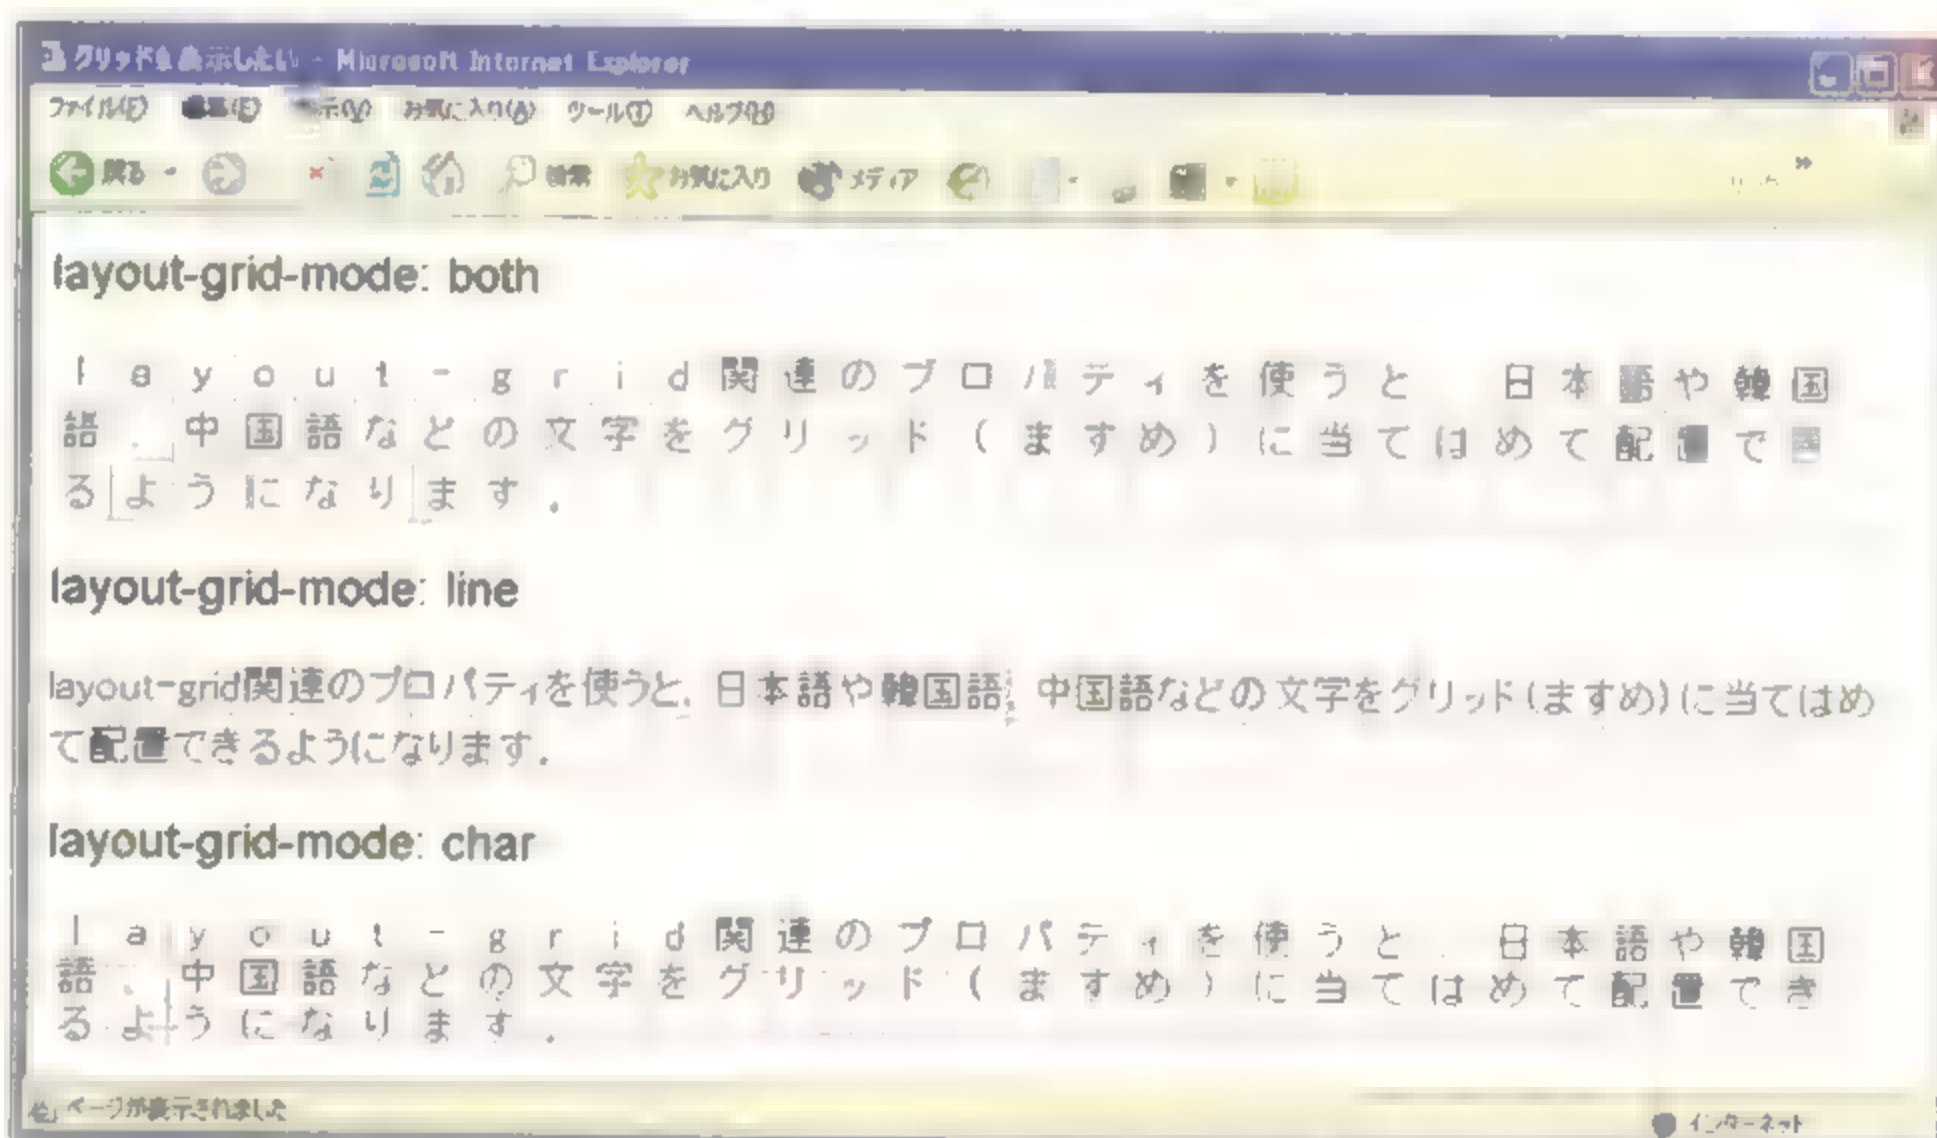 グリッドを表示したい - Microsoft Internet Explorer
ファイル(F) 編集(E) 表示(V) お気に入り(A) ツール(T) ヘルプ(H)
戻る 検索 お気に入り メディア »
layout-grid-mode: both
layout-grid関連のプロパティを使うと、日本語や韓国
語、中国語などの文字をグリッド(ますめ)に当てはめて配置でき
るようになります.
layout-grid-mode: line
layout-grid関連のプロパティを使うと, 日本語や韓国語, 中国語などの文字をグリッド(ますめ)に当てはめ
て配置できるようになります.
layout-grid-mode: char
layout-grid関連のプロパティを使うと、日本語や韓国
語、中国語などの文字をグリッド(ますめ)に当てはめて配置でき
るようになります.
ページが表示されました
インターネット